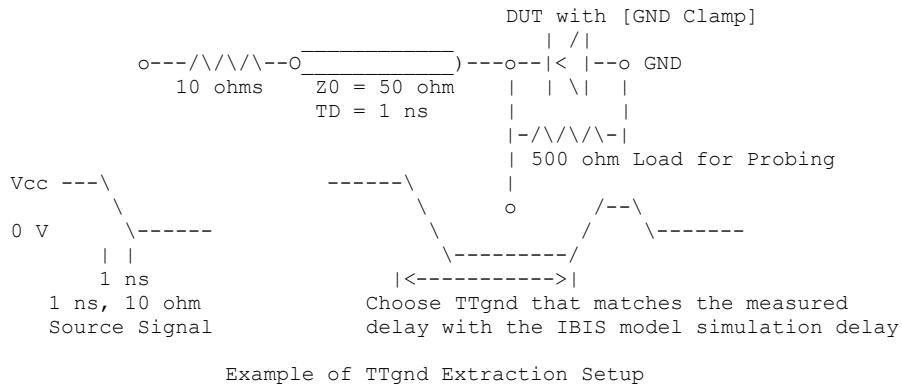 DUT with [GND Clamp]
GND
10 ohms Z0 = 50 ohm
TD = 1 ns
500 ohm Load for Probing
Vcc
0 V
1 ns
1 ns, 10 ohm Choose TTgnd that matches the measured
Source Signal delay with the IBIS model simulation delay
Example of TTgnd Extraction Setup